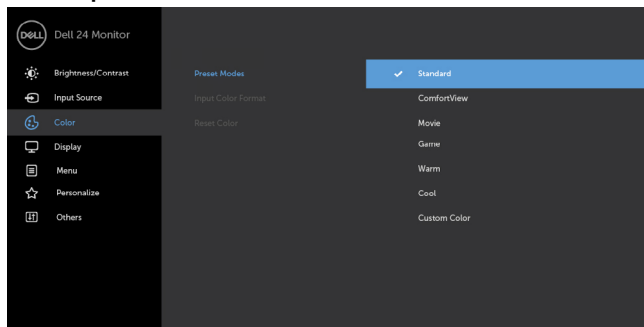 DELL Dell 24 Monitor
Brightness/Contrast
Input Source
Color
Display
Menu
Personalize
Others
Preset Modes
Input Color Format
Reset Color
Standard
ComfortView
Movie
Game
Warm
Cool
Custom Color